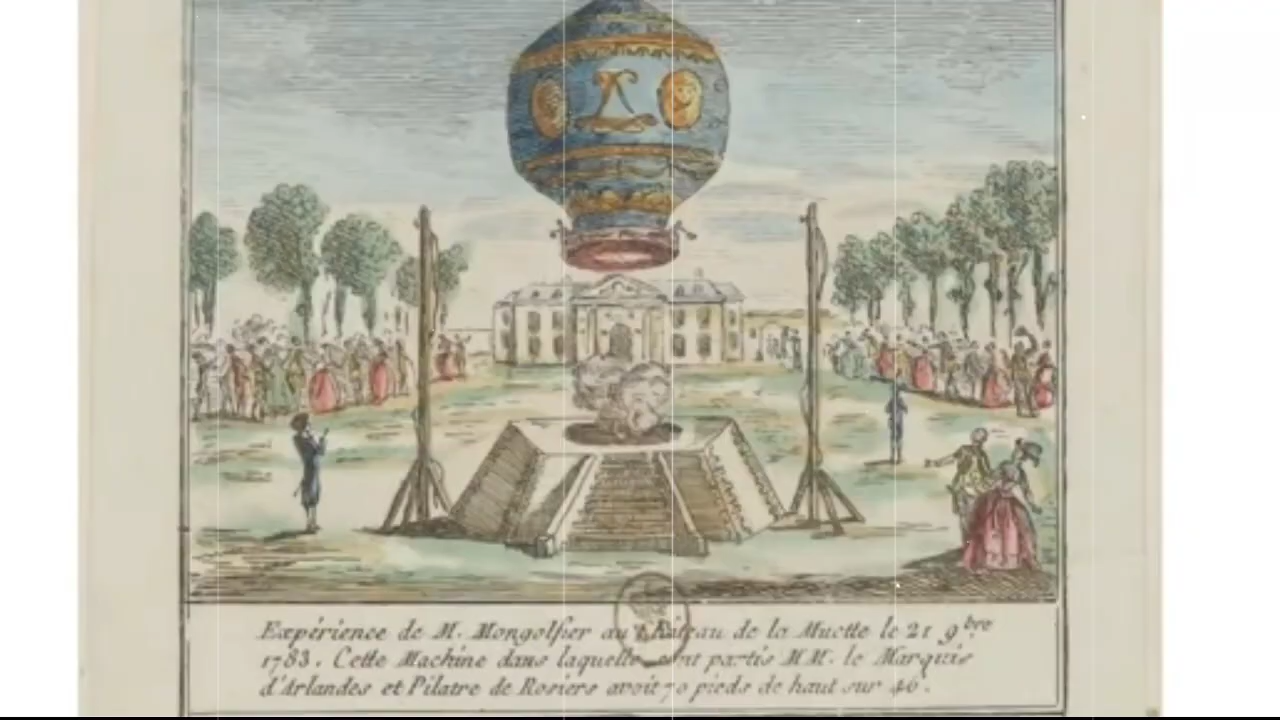 Expérience de M. Mongolfier au Château de la Muette le 21 9bre
1783. Cette Machine dans laquelle sont partis MM. le Marquis
d'Arlandes et Pilatre de Rosiers avoit 70 pieds de haut sur 46.